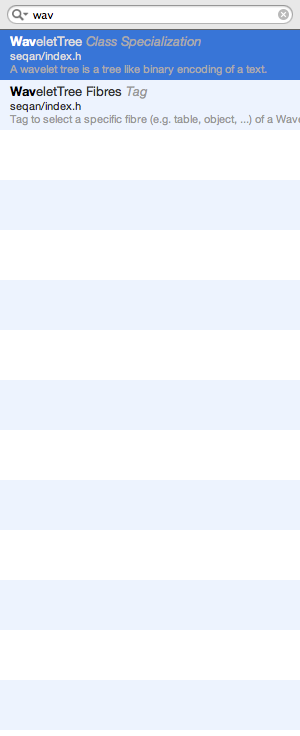 wav
WaveletTree Class Specialization
seqan/index.h
A wavelet tree is a tree like binary encoding of a text.
WaveletTree Fibres Tag
seqan/index.h
Tag to select a specific fibre (e.g. table, object, ...) of a Wave